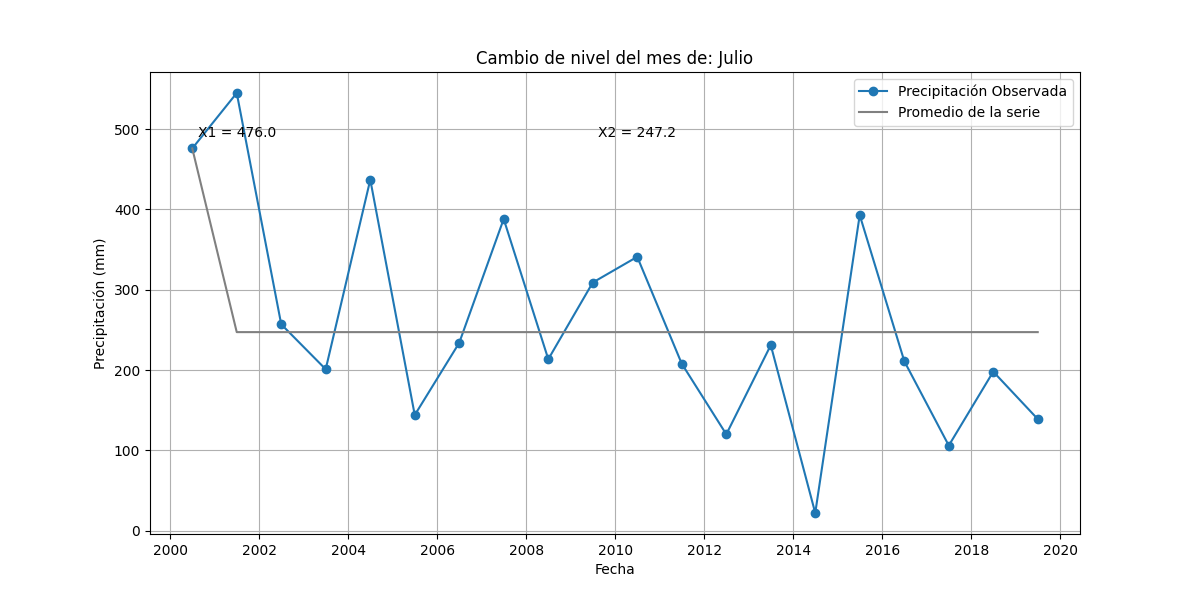 Cambio de nivel del mes de: Julio
Precipitación Observada
Promedio de la serie
X1 = 476.0
X2 = 247.2
Precipitación (mm)
500
400
300
200
100
0
2000 2002 2004 2006 2008 2010 2012 2014 2016 2018 2020
Fecha